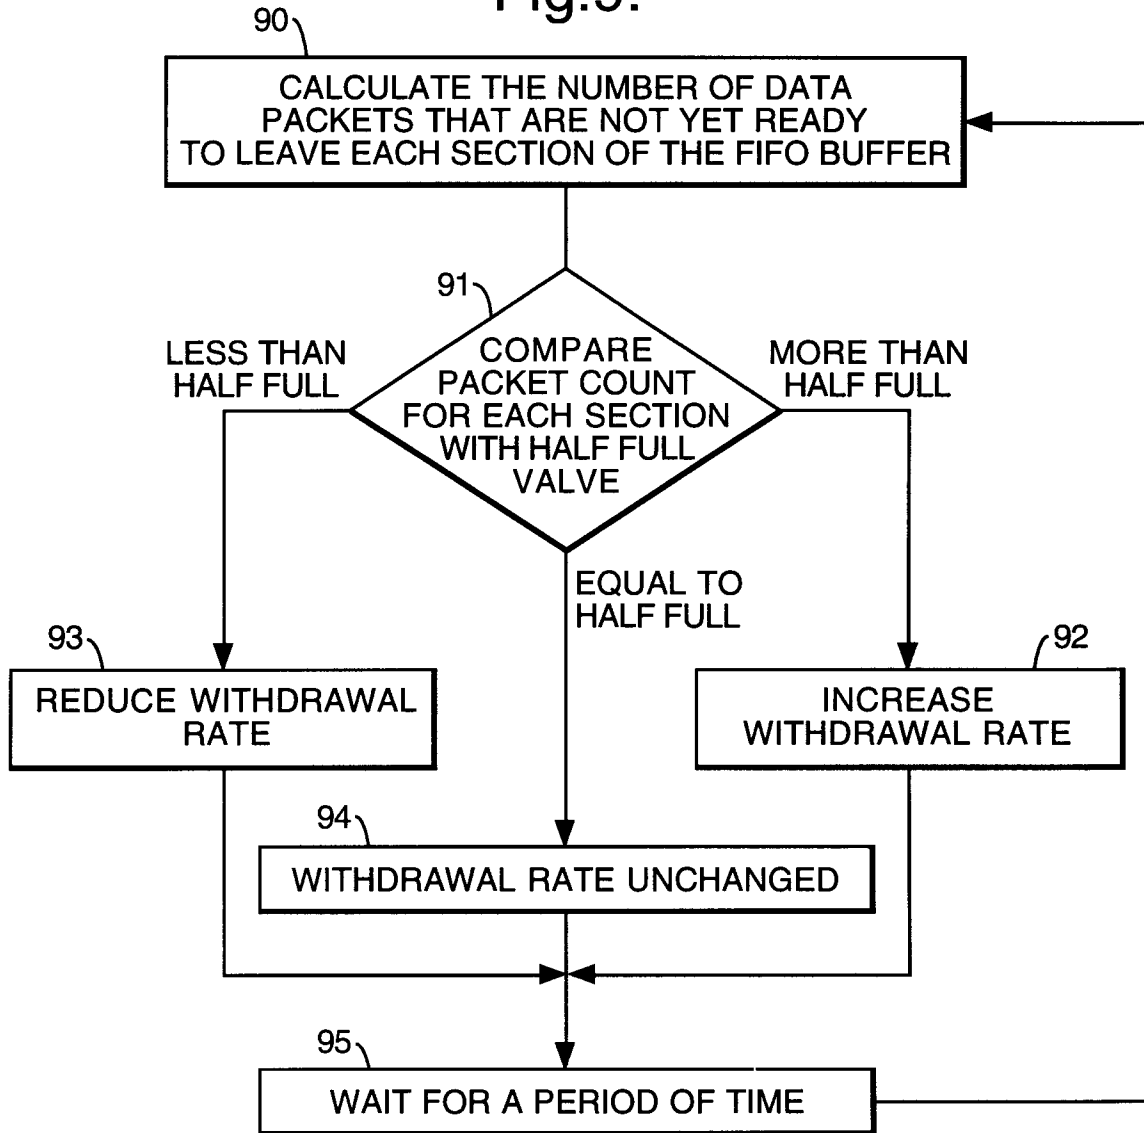 Fig.
90
CALCULATE THE NUMBER OF DATA
PACKETS THAT ARE NOT YET READY
TO LEAVE EACH SECTION OF THE FIFO BUFFER
91
COMPARE
PACKET COUNT
FOR EACH SECTION
WITH HALF FULL
VALVE
LESS THAN
HALF FULL
MORE THAN
HALF FULL
EQUAL TO
HALF FULL
93
REDUCE WITHDRAWAL
RATE
92
INCREASE
WITHDRAWAL RATE
94
WITHDRAWAL RATE UNCHANGED
95
WAIT FOR A PERIOD OF TIME